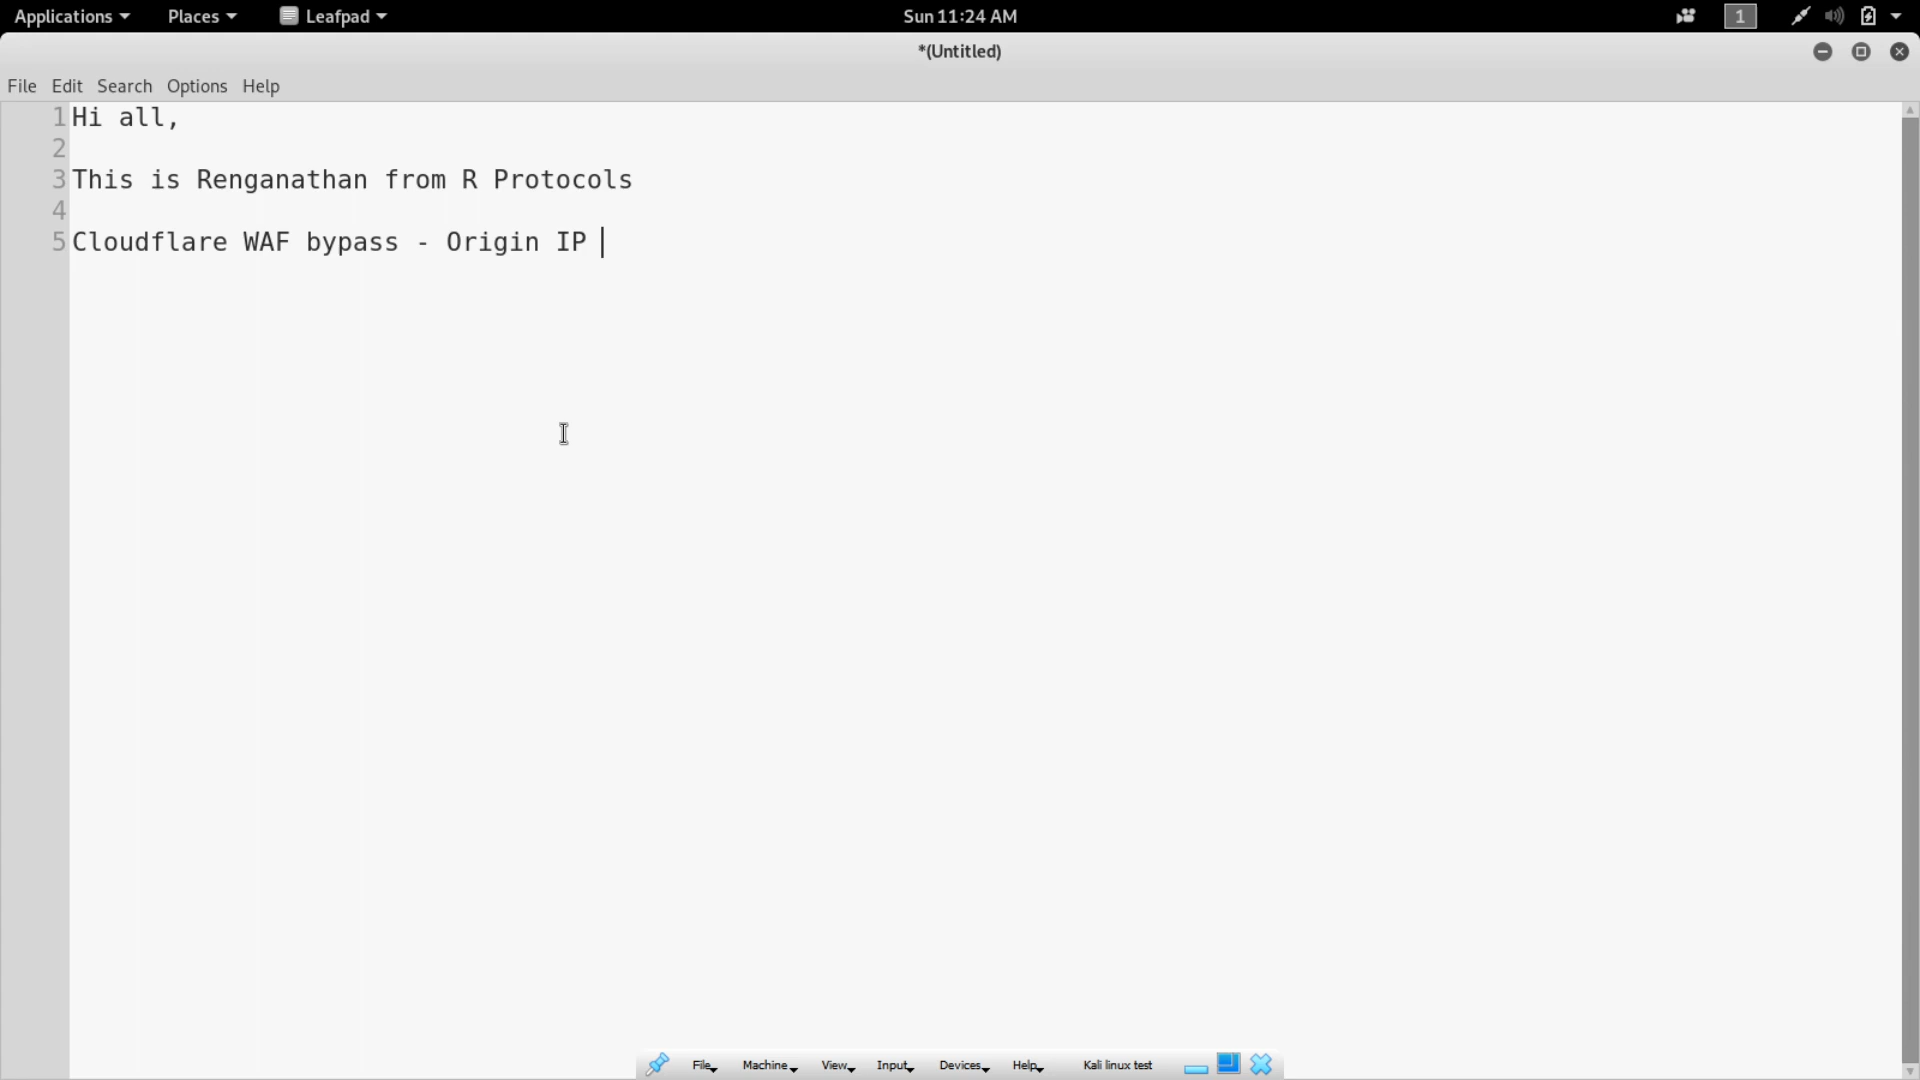 Applications Places Leafpad Sun 11:24 AM 1
*(Untitled)
File Edit Search Options Help
1 Hi all,
2
3 This is Renganathan from R Protocols
4
5 Cloudflare WAF bypass - Origin IP
File Machine View Input Devices Help Kali linux test